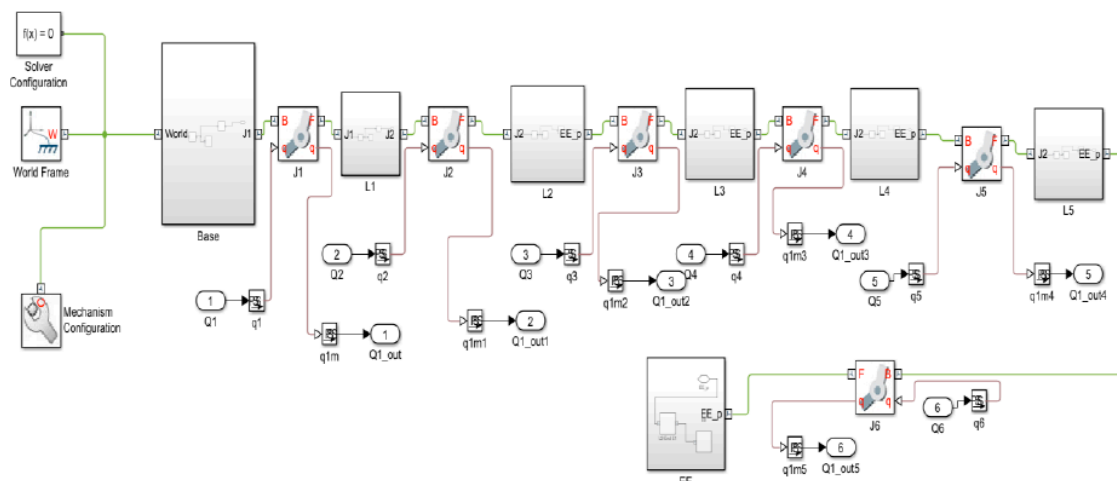 f(x) = 0
Solver
Configuration
W
World Frame
Mechanism
Configuration
World
J1
Base
B
F
q
q
J1
J1
J2
L1
B
F
q
q
J2
J2
EE_p
L2
B
F
q
q
J3
J2
EE_p
L3
B
F
q
q
J4
J2
EE_p
L4
B
F
q
q
J5
J2
EE_p
L5
1
Q1
q1
q1m
1
Q1_out
2
Q2
q2
q1m1
2
Q1_out1
3
Q3
q3
q1m2
3
Q1_out2
4
Q4
q4
q1m3
4
Q1_out3
5
Q5
q5
q1m4
5
Q1_out4
EE_p
F
B
q
q
J6
6
Q6
q6
q1m5
6
Q1_out5